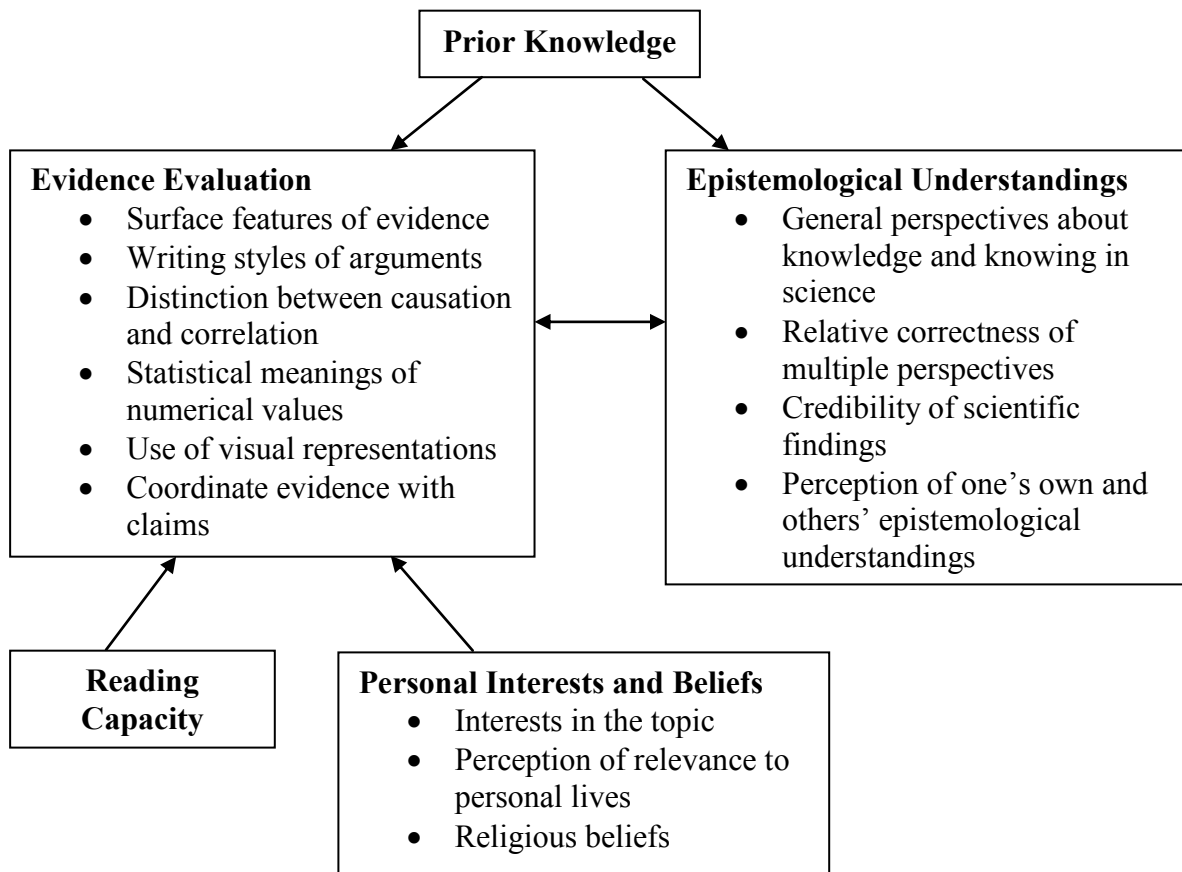 Prior Knowledge
Evidence Evaluation
• Surface features of evidence
• Writing styles of arguments
• Distinction between causation
and correlation
• Statistical meanings of
numerical values
• Use of visual representations
• Coordinate evidence with
claims
Epistemological Understandings
• General perspectives about
knowledge and knowing in
science
• Relative correctness of
multiple perspectives
• Credibility of scientific
findings
• Perception of one’s own and
others’ epistemological
understandings
Reading
Capacity
Personal Interests and Beliefs
• Interests in the topic
• Perception of relevance to
personal lives
• Religious beliefs